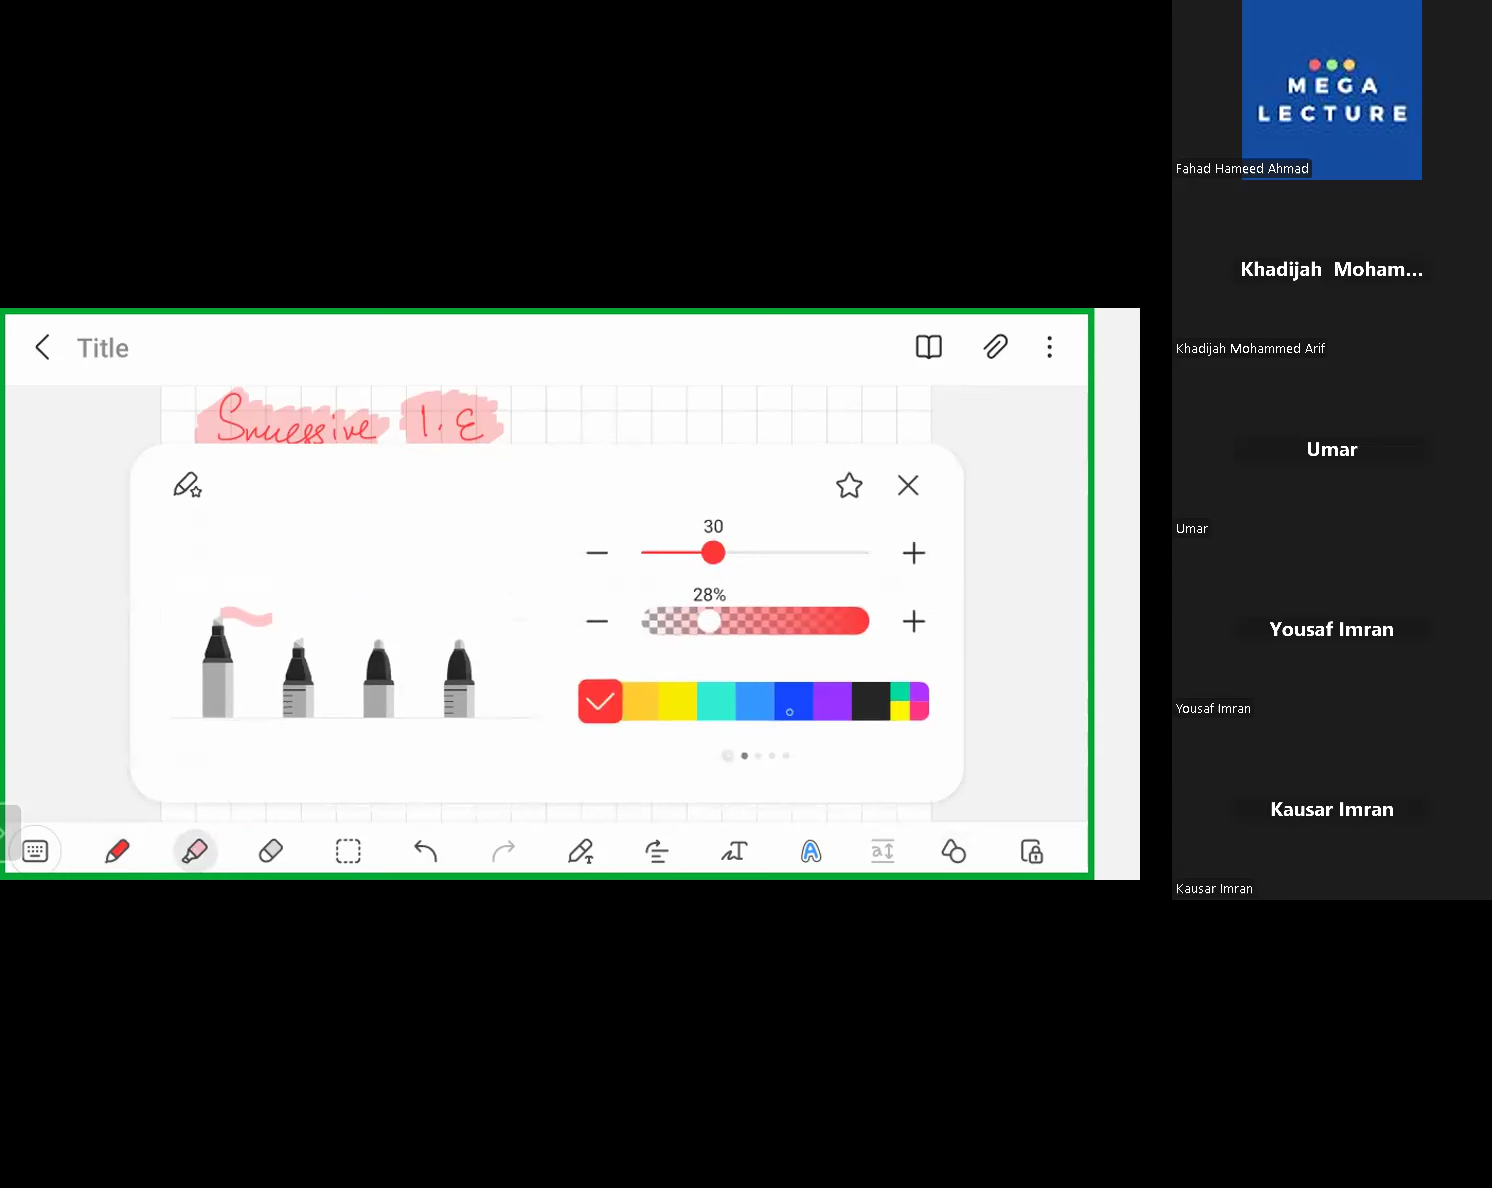 MEGA
LECTURE
Fahad Hameed Ahmad
Khadijah Moham...
Khadijah Mohammed Arif
Umar
Umar
Yousaf Imran
Yousaf Imran
Kausar Imran
Kausar Imran
Title
Successive I.E
30
28%